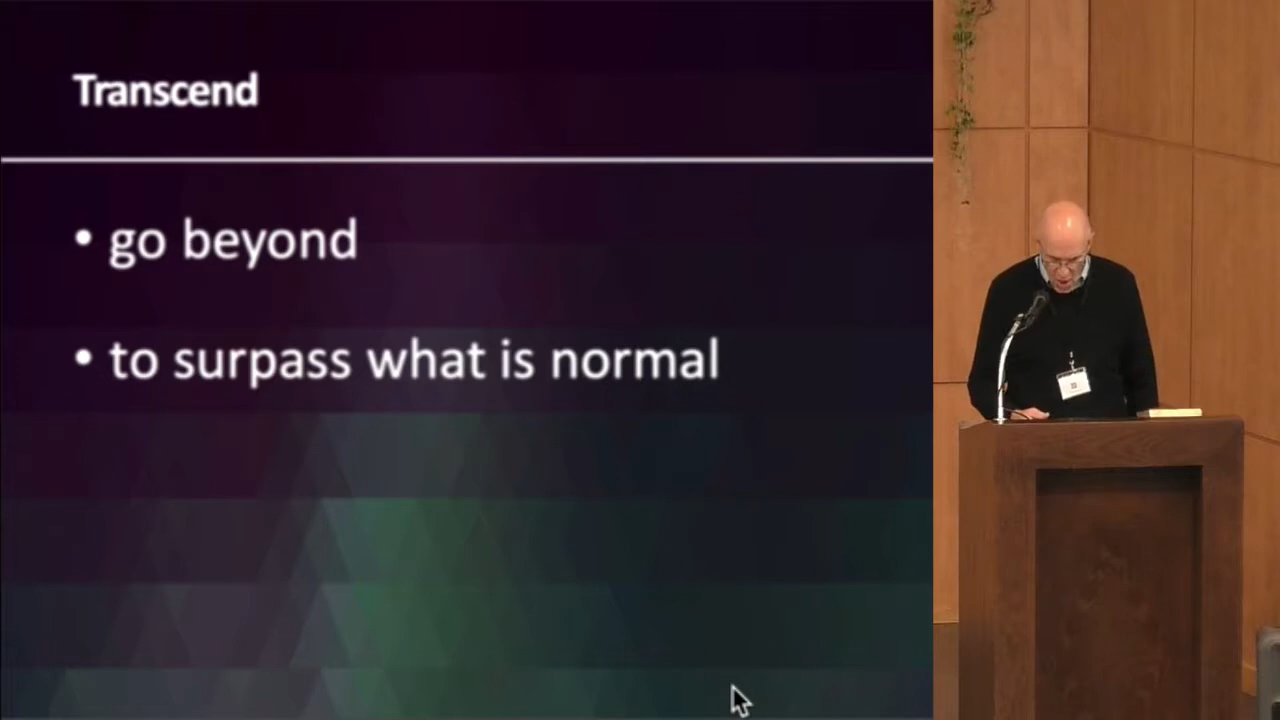 Transcend
• go beyond
• to surpass what is normal